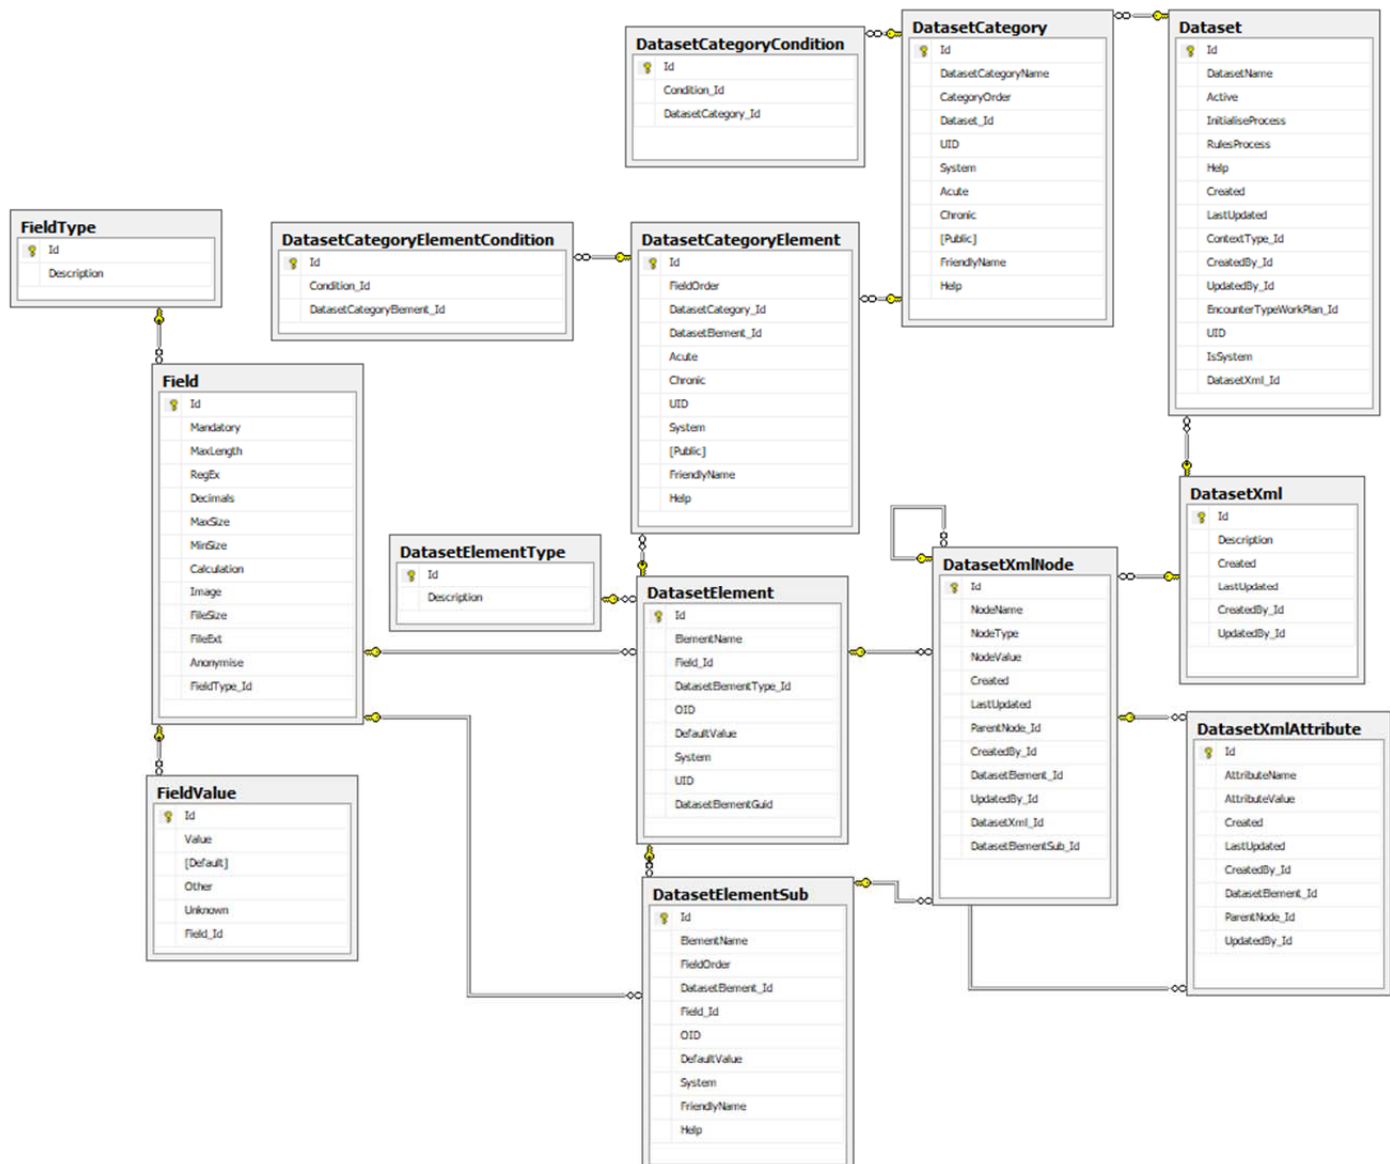 DatasetCategoryCondition
Id
Condition_Id
DatasetCategory_Id
DatasetCategory
Id
DatasetCategoryName
CategoryOrder
Dataset_Id
UID
System
Acute
Chronic
[Public]
FriendlyName
Help
Dataset
Id
DatasetName
Active
InitialiseProcess
RulesProcess
Help
Created
LastUpdated
ContextType_Id
CreatedBy_Id
UpdatedBy_Id
EncounterTypeWorkPlan_Id
UID
IsSystem
DatasetXml_Id
FieldType
Id
Description
DatasetCategoryElementCondition
Id
Condition_Id
DatasetCategoryElement_Id
DatasetCategoryElement
Id
FieldOrder
DatasetCategory_Id
DatasetElement_Id
Acute
Chronic
UID
System
[Public]
FriendlyName
Help
Field
Id
Mandatory
MaxLength
RegEx
Decimals
MaxSize
MinSize
Calculation
Image
FileSize
FileExt
Anonymise
FieldType_Id
DatasetElementType
Id
Description
DatasetElement
Id
ElementName
Field_Id
DatasetElementType_Id
OID
DefaultValue
System
UID
DatasetElementGuid
DatasetXmlNode
Id
NodeName
NodeType
NodeValue
Created
LastUpdated
ParentNode_Id
CreatedBy_Id
DatasetElement_Id
UpdatedBy_Id
DatasetXml_Id
DatasetElementSub_Id
DatasetXml
Id
Description
Created
LastUpdated
CreatedBy_Id
UpdatedBy_Id
DatasetXmlAttribute
Id
AttributeName
AttributeValue
Created
LastUpdated
CreatedBy_Id
DatasetElement_Id
ParentNode_Id
UpdatedBy_Id
FieldValue
Id
Value
[Default]
Other
Unknown
Field_Id
DatasetElementSub
Id
ElementName
FieldOrder
DatasetElement_Id
Field_Id
OID
DefaultValue
System
FriendlyName
Help